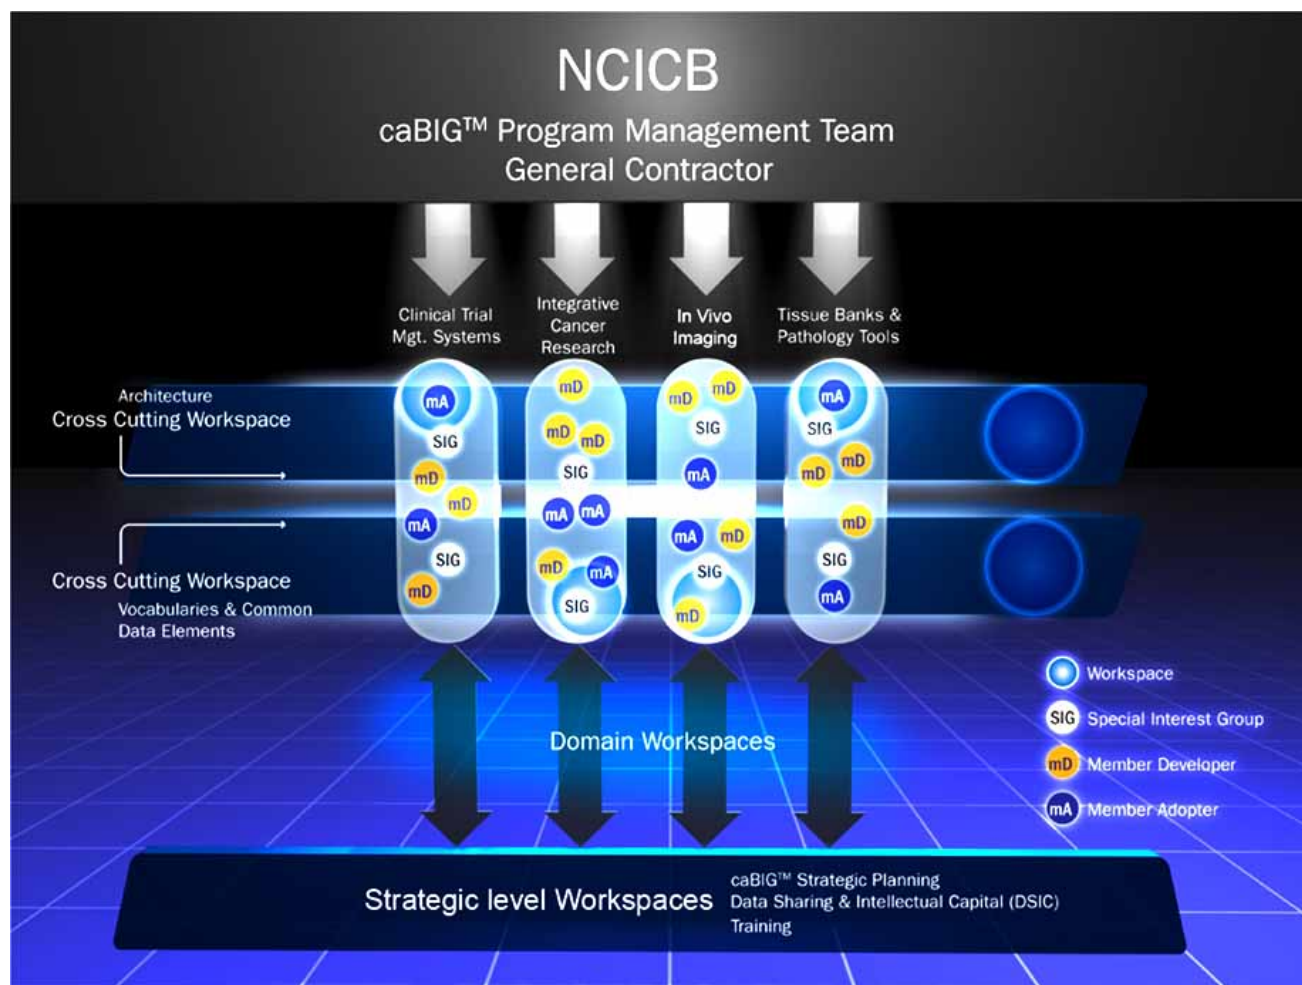 NCICB
caBIG™ Program Management Team
General Contractor
Clinical Trial
Mgt. Systems
Integrative
Cancer
Research
In Vivo
Imaging
Tissue Banks &
Pathology Tools
Architecture
Cross Cutting Workspace
Cross Cutting Workspace
Vocabularies & Common
Data Elements
mA
SIG
mD
mD
mA
SIG
mD
mD
mD
mD
SIG
mA
mA
mD
mA
SIG
mD
mD
SIG
mA
mA
mD
SIG
mD
mA
SIG
mD
mD
mD
SIG
mA
Domain Workspaces
Workspace
SIG Special Interest Group
mD Member Developer
mA Member Adopter
Strategic level Workspaces
caBIG™ Strategic Planning
Data Sharing & Intellectual Capital (DSIC)
Training